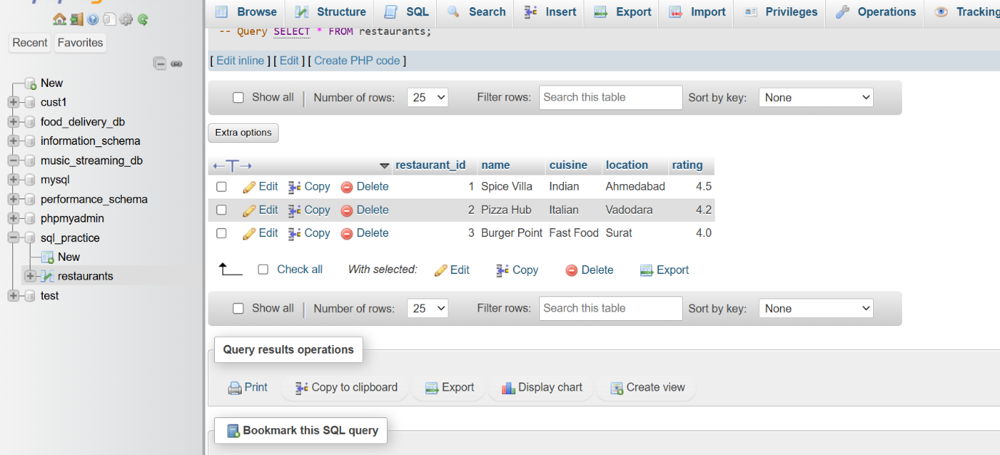 Browse Structure SQL Search Insert Export Import Privileges Operations Tracking
-- Query SELECT * FROM restaurants;
[ Edit inline ] [ Edit ] [ Create PHP code ]
Recent Favorites
New
cust1
food_delivery_db
information_schema
music_streaming_db
mysql
performance_schema
phpmyadmin
sql_practice
New
restaurants
test
Show all Number of rows: 25 Filter rows: Search this table Sort by key: None
Extra options
restaurant_id name cuisine location rating
Edit Copy Delete 1 Spice Villa Indian Ahmedabad 4.5
Edit Copy Delete 2 Pizza Hub Italian Vadodara 4.2
Edit Copy Delete 3 Burger Point Fast Food Surat 4.0
Check all With selected: Edit Copy Delete Export
Show all Number of rows: 25 Filter rows: Search this table Sort by key: None
Query results operations
Print Copy to clipboard Export Display chart Create view
Bookmark this SQL query